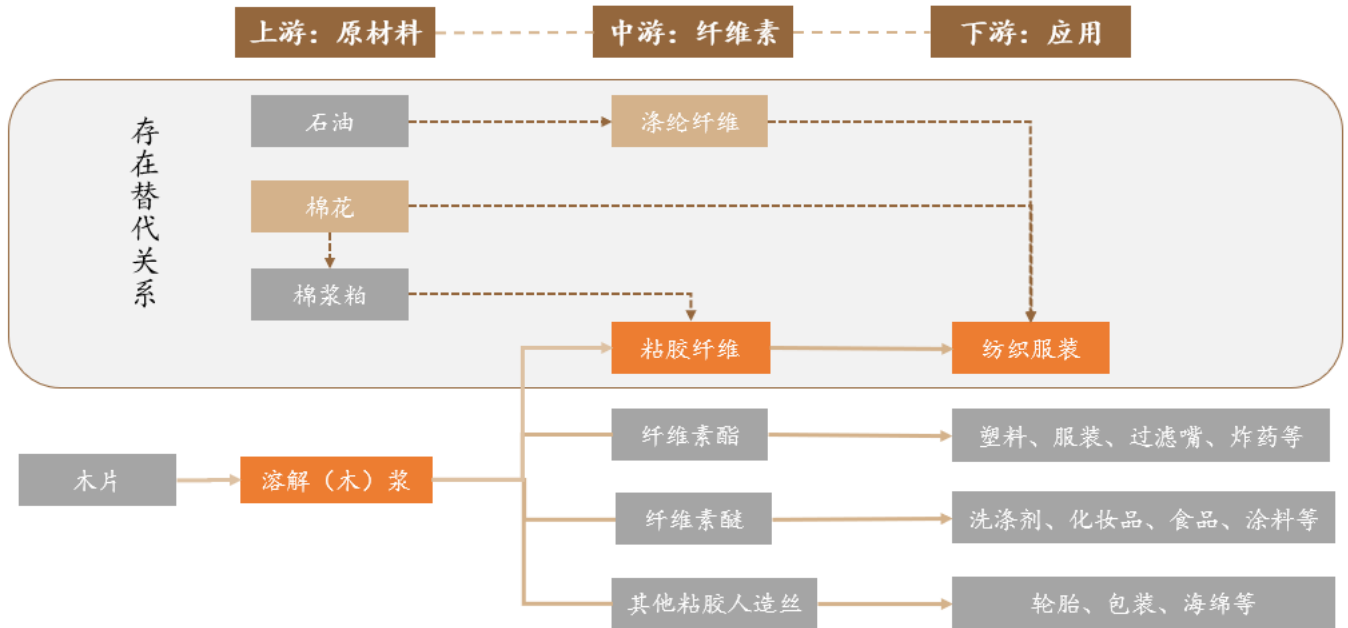 上游：原材料
中游：纤维素
下游：应用
存在替代关系
石油
涤纶纤维
棉花
棉浆粕
粘胶纤维
纺织服装
纤维素酯
塑料、服装、过滤嘴、炸药等
木片
溶解（木）浆
纤维素醚
洗涤剂、化妆品、食品、涂料等
其他粘胶人造丝
轮胎、包装、海绵等